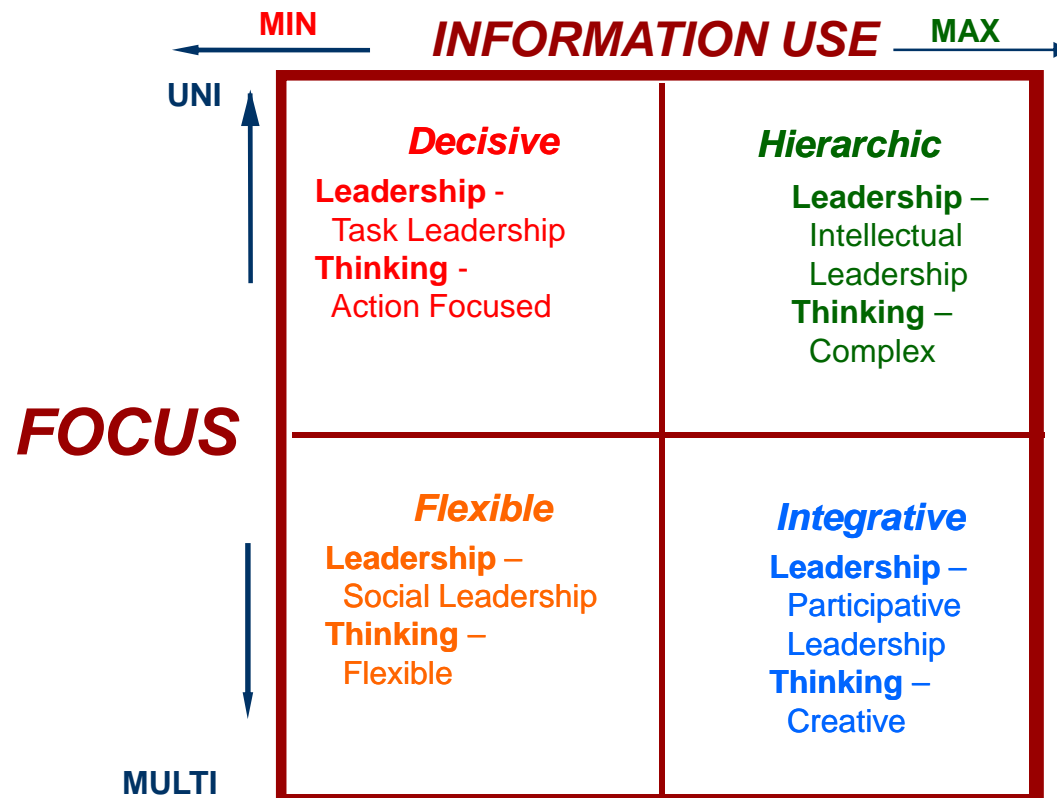 MIN
INFORMATION USE
MAX
UNI
Decisive
Leadership -
Task Leadership
Thinking -
Action Focused
Hierarchic
Leadership –
Intellectual
Leadership
Thinking –
Complex
FOCUS
Flexible
Leadership –
Social Leadership
Thinking –
Flexible
Integrative
Leadership –
Participative
Leadership
Thinking –
Creative
MULTI